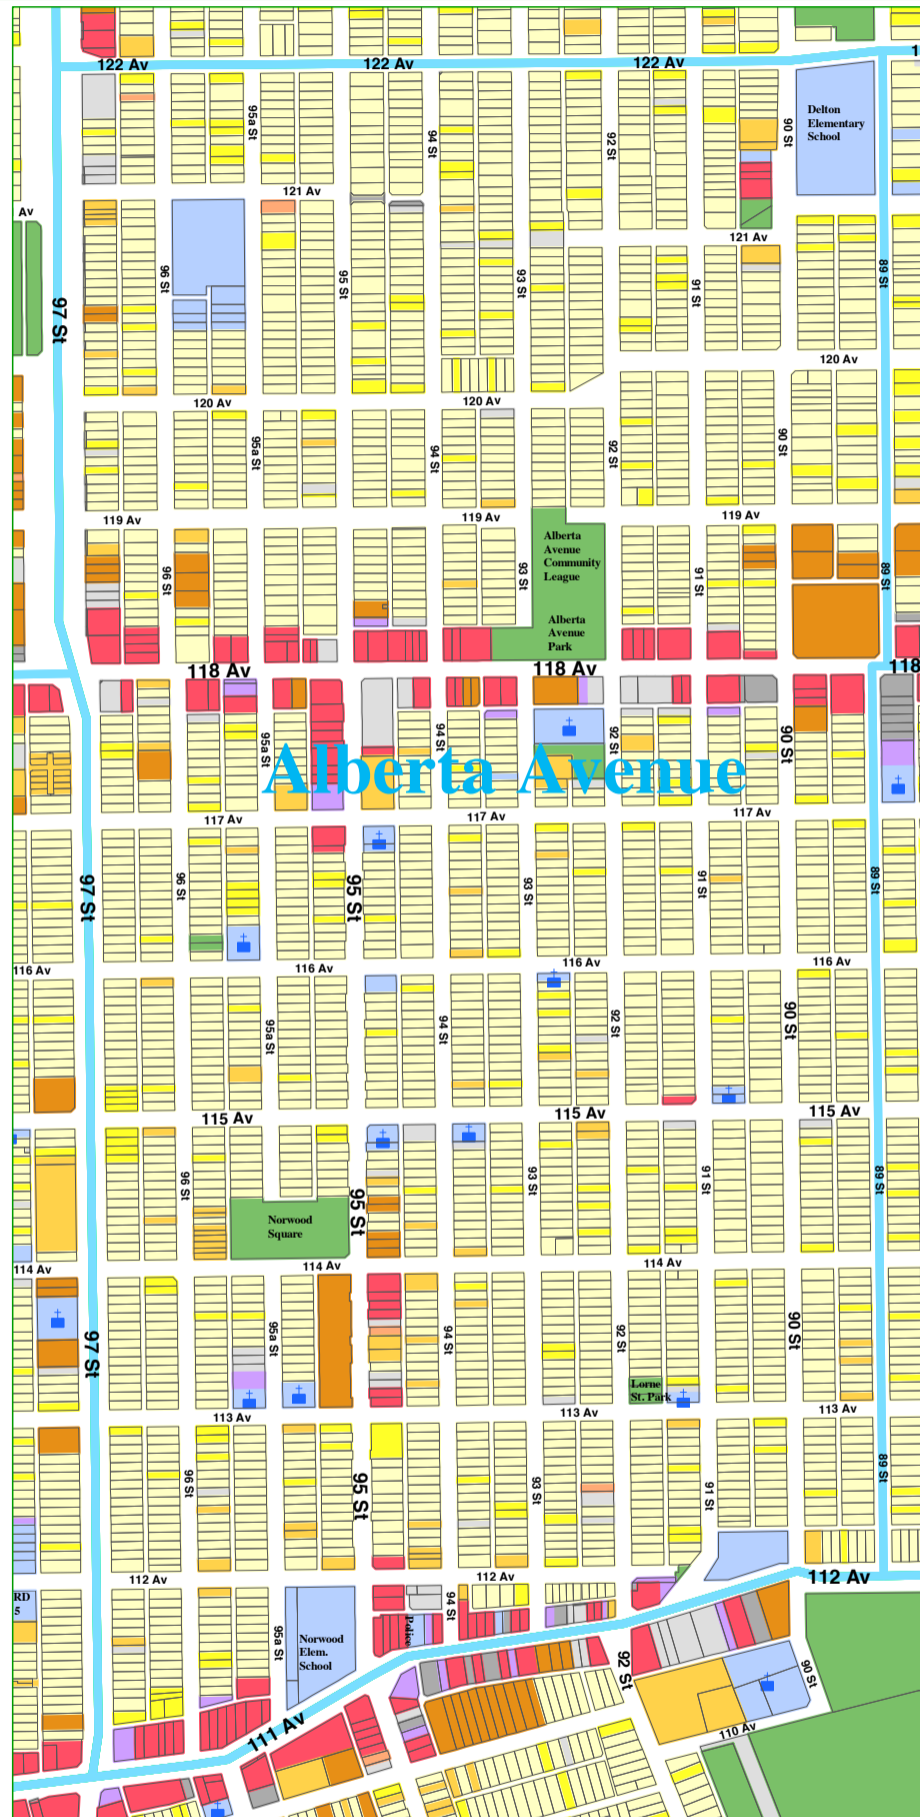 122 Av
122 Av
122 Av
Delton
Elementary
School
95a St
94 St
92 St
90 St
121 Av
Av
121 Av
97 St
96 St
95 St
93 St
91 St
89 St
120 Av
120 Av
120 Av
95a St
94 St
92 St
90 St
119 Av
119 Av
119 Av
Alberta
Avenue
Community
League
96 St
93 St
91 St
89 St
Alberta
Avenue
Park
118 Av
118 Av
118
95a St
94 St
92 St
90 St
Alberta Avenue
117 Av
117 Av
117 Av
97 St
96 St
95 St
93 St
91 St
89 St
116 Av
116 Av
116 Av
116 Av
95a St
94 St
92 St
90 St
115 Av
115 Av
115 Av
96 St
95 St
93 St
91 St
89 St
Norwood
Square
114 Av
114 Av
114 Av
97 St
95a St
94 St
92 St
90 St
Lorne
St. Park
113 Av
113 Av
113 Av
96 St
95 St
93 St
91 St
89 St
112 Av
112 Av
112 Av
RD
5
95a St
Norwood
Elem.
School
94 St
Police
92 St
90 St
111 Av
110 Av